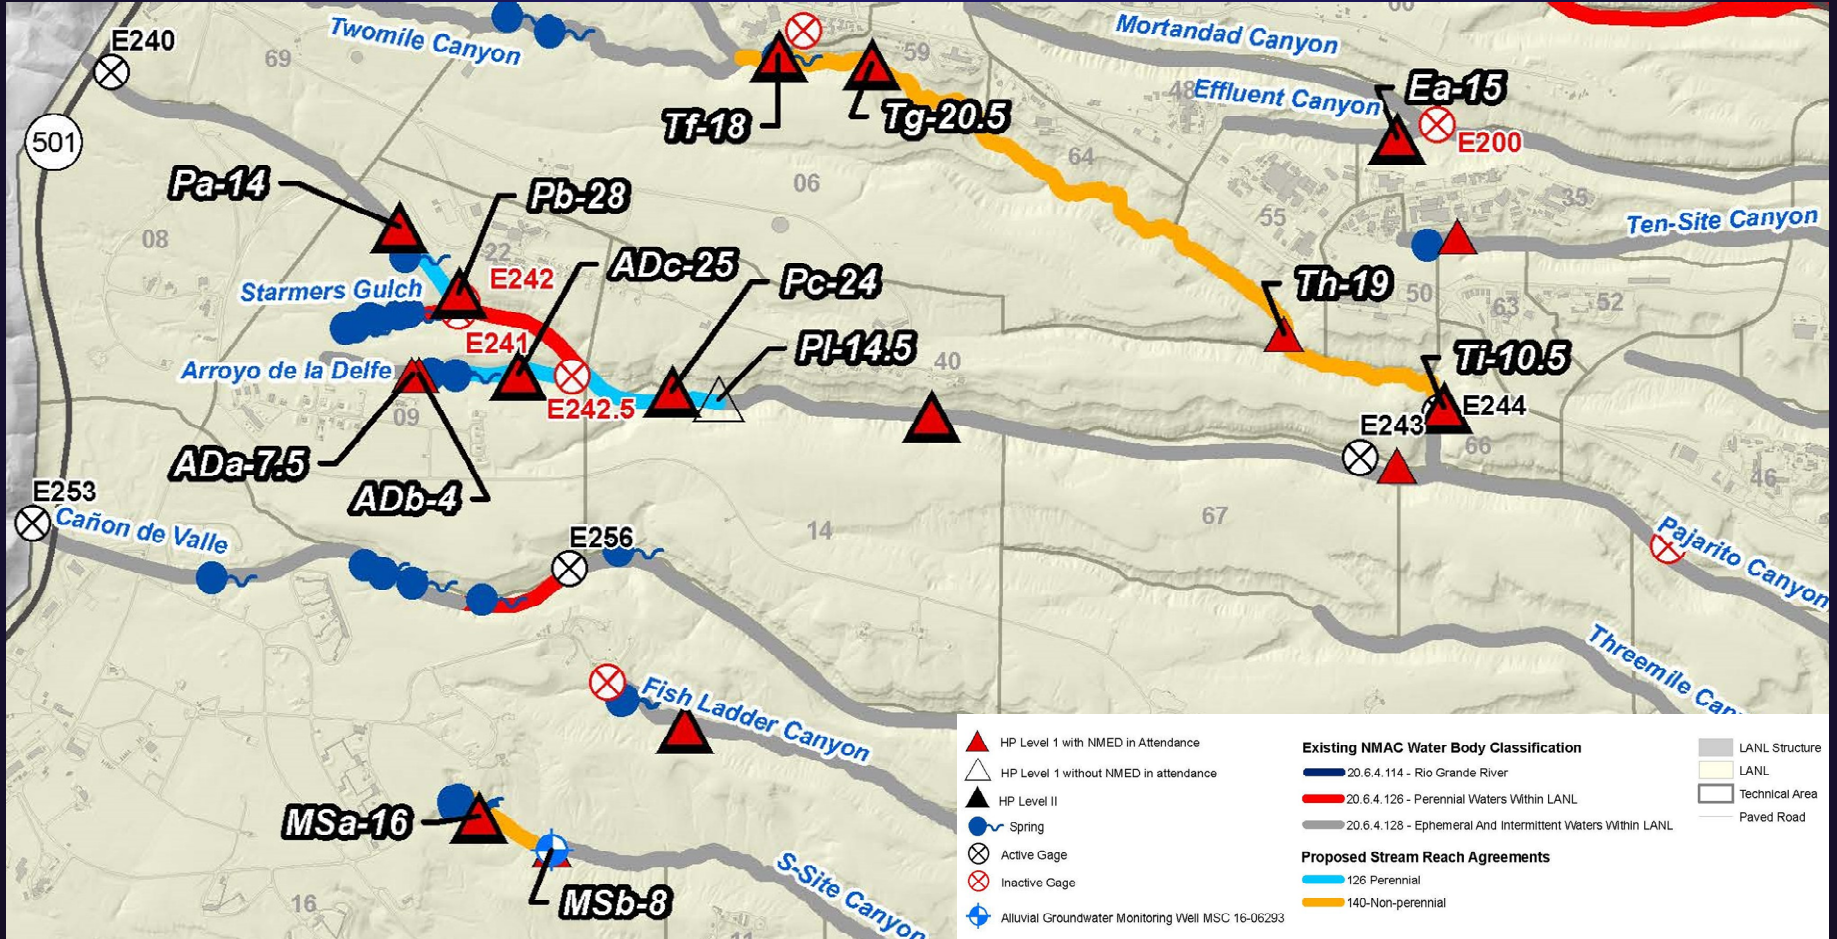 E240
Twomile Canyon
69
59
Mortandad Canyon
66
48
Effluent Canyon
Ea-15
E200
501
Tf-18
Tg-20.5
64
06
Pa-14
Pb-28
35
55
Ten-Site Canyon
08
22
E242
ADc-25
Pc-24
Starmers Gulch
Th-19
50
63
52
E241
Pl-14.5
Arroyo de la Delfe
40
Ti-10.5
E242.5
09
E243
E244
66
ADa-7.5
ADb-4
46
E253
Cañon de Valle
E256
14
67
Pajarito Canyon
Threemile Can
Fish Ladder Canyon
MSa-16
MSb-8
S-Site Canyon
16
11
HP Level 1 with NMED in Attendance
HP Level 1 without NMED in attendance
HP Level II
Spring
Active Gage
Inactive Gage
Alluvial Groundwater Monitoring Well MSC 16-06293
Existing NMAC Water Body Classification
20.6.4.114 - Rio Grande River
20.6.4.126 - Perennial Waters Within LANL
20.6.4.128 - Ephemeral And Intermittent Waters Within LANL
Proposed Stream Reach Agreements
126 Perennial
140-Non-perennial
LANL Structure
LANL
Technical Area
Paved Road